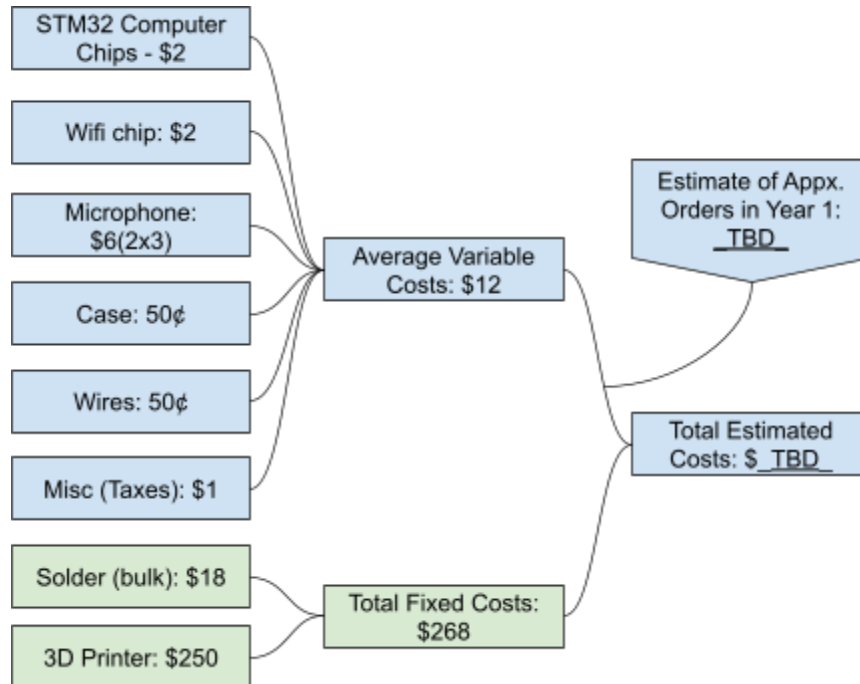 STM32 Computer
Chips - $2
Wifi chip: $2
Microphone:
$6(2x3)
Case: 50¢
Wires: 50¢
Misc (Taxes): $1
Solder (bulk): $18
3D Printer: $250
Average Variable
Costs: $12
Total Fixed Costs:
$268
Estimate of Appx.
Orders in Year 1:
_TBD_
Total Estimated
Costs: $_TBD_